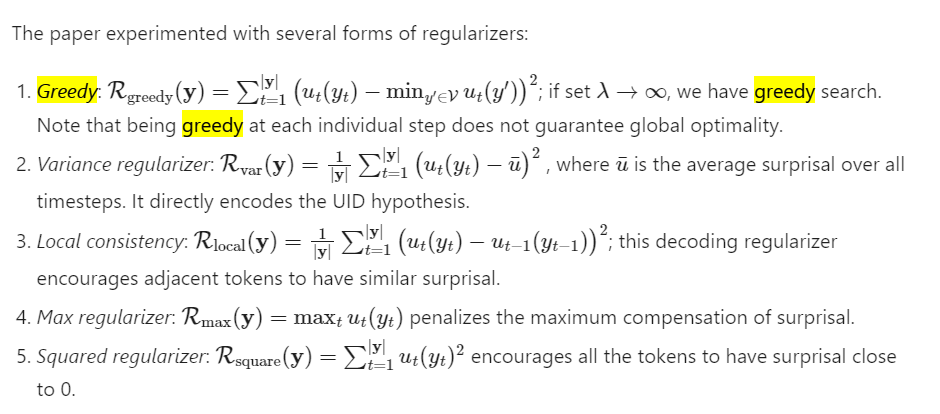 The paper experimented with several forms of regularizers:
1. Greedy: $\mathcal{R}_{\text{greedy}}(\mathbf{y}) = \sum_{t=1}^{|\mathbf{y}|} \left(u_t(y_t) - \min_{y' \in \mathcal{V}} u_t(y')\right)^2$; if set $\lambda \to \infty$, we have greedy search.
Note that being greedy at each individual step does not guarantee global optimality.
2. Variance regularizer: $\mathcal{R}_{\text{var}}(\mathbf{y}) = \frac{1}{|\mathbf{y}|} \sum_{t=1}^{|\mathbf{y}|} \left(u_t(y_t) - \bar{u}\right)^2$, where $\bar{u}$ is the average surprisal over all
timesteps. It directly encodes the UID hypothesis.
3. Local consistency: $\mathcal{R}_{\text{local}}(\mathbf{y}) = \frac{1}{|\mathbf{y}|} \sum_{t=1}^{|\mathbf{y}|} \left(u_t(y_t) - u_{t-1}(y_{t-1})\right)^2$; this decoding regularizer
encourages adjacent tokens to have similar surprisal.
4. Max regularizer: $\mathcal{R}_{\text{max}}(\mathbf{y}) = \max_t u_t(y_t)$ penalizes the maximum compensation of surprisal.
5. Squared regularizer: $\mathcal{R}_{\text{square}}(\mathbf{y}) = \sum_{t=1}^{|\mathbf{y}|} u_t(y_t)^2$ encourages all the tokens to have surprisal close
to 0.